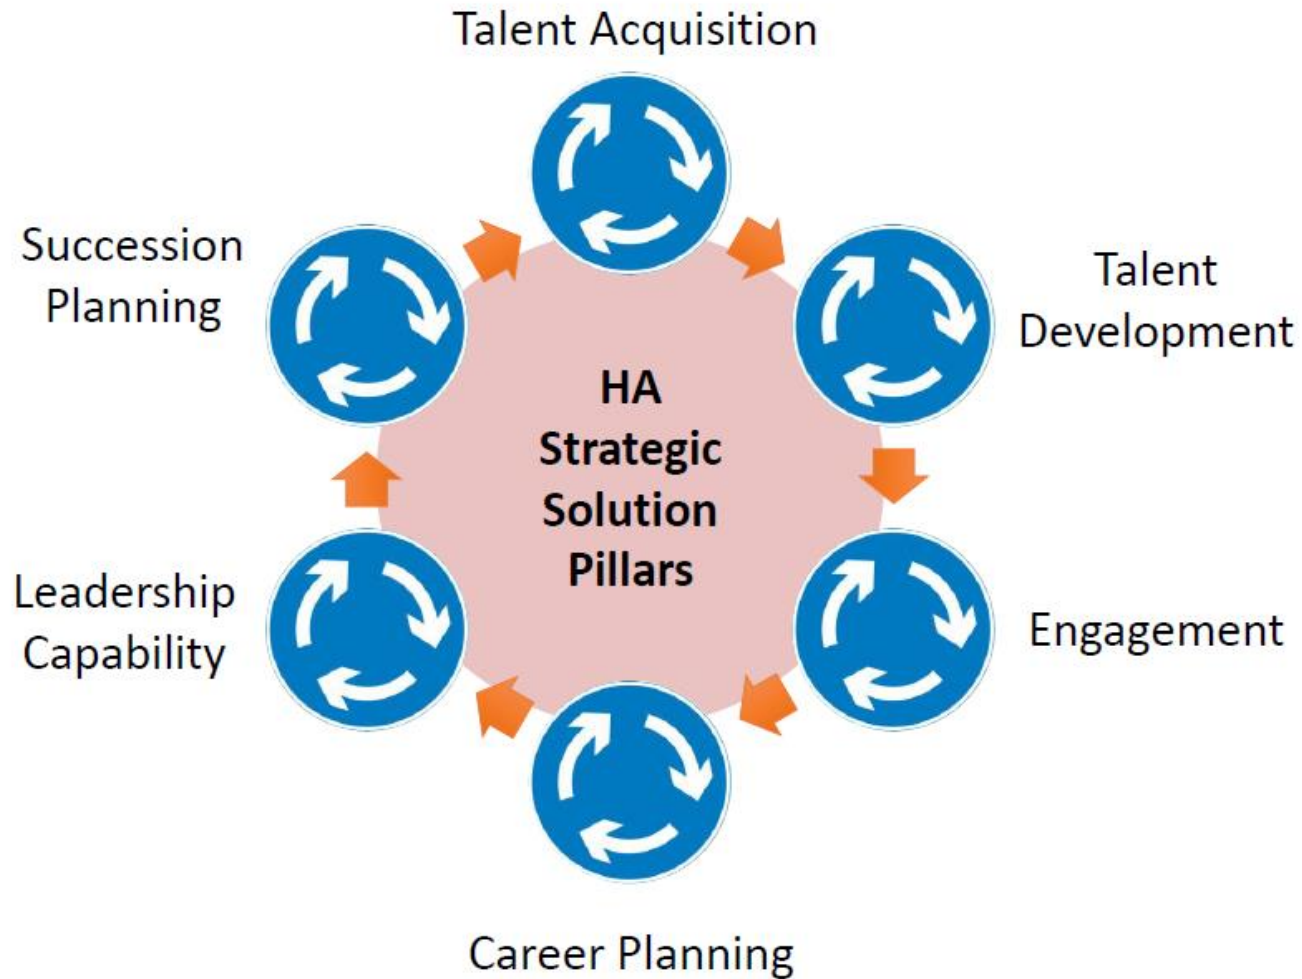 Talent Acquisition
Succession
Planning
Talent
Development
HA
Strategic
Solution
Pillars
Leadership
Capability
Engagement
Career Planning